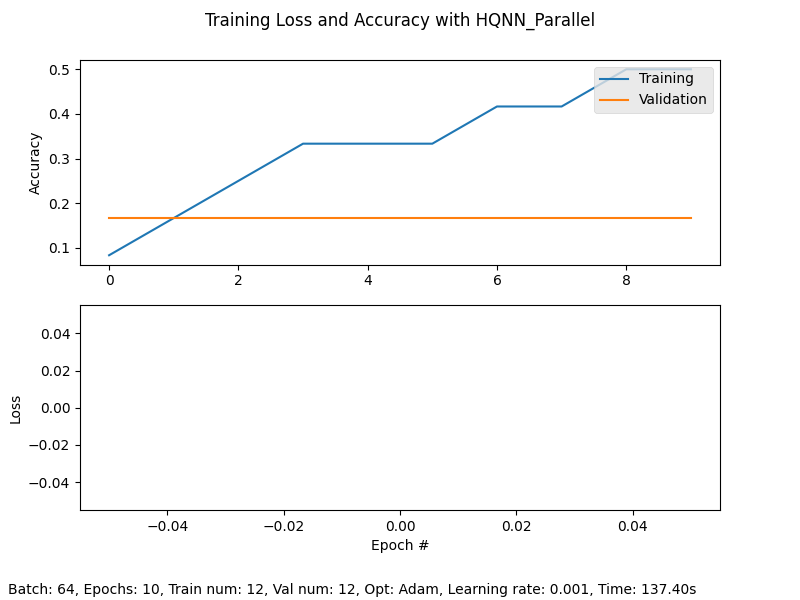 Training Loss and Accuracy with HQNN_Parallel
0.5
0.4
0.3
0.2
0.1
Accuracy
Training
Validation
0 2 4 6 8
0.04
0.02
0.00
−0.02
−0.04
Loss
−0.04 −0.02 0.00 0.02 0.04
Epoch #
Batch: 64, Epochs: 10, Train num: 12, Val num: 12, Opt: Adam, Learning rate: 0.001, Time: 137.40s